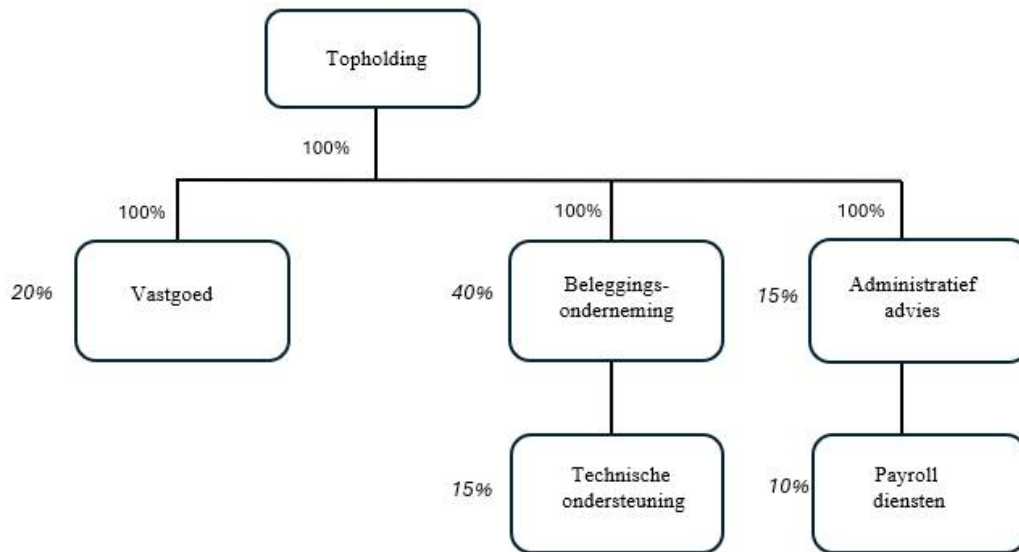 Topholding
100%
100%
100%
100%
20%
Vastgoed
40%
Beleggings-
onderneming
15%
Administratief
advies
15%
Technische
ondersteuning
10%
Payroll
diensten